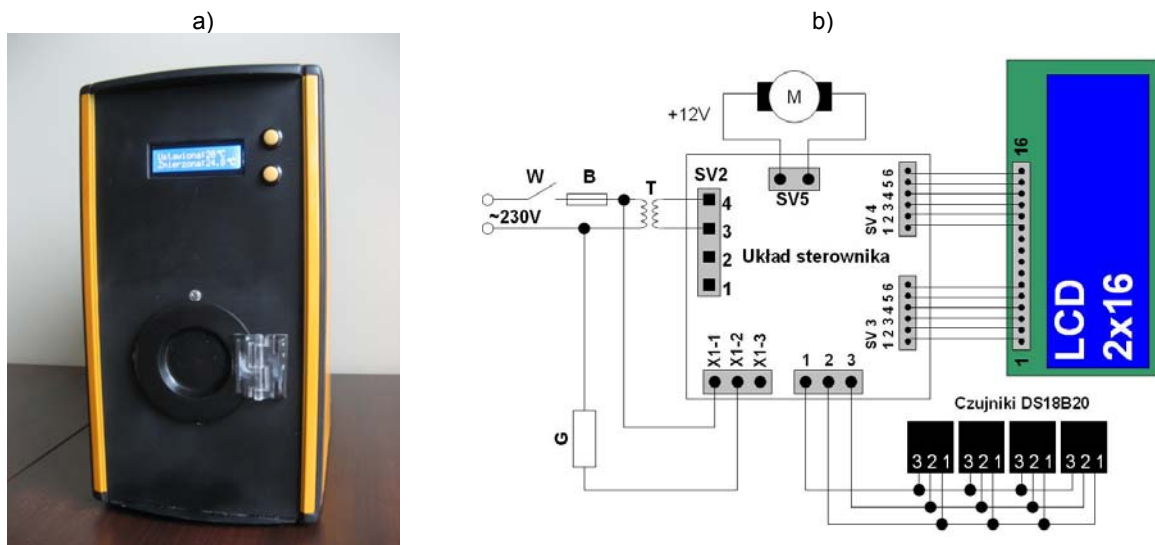 a)
Ustawiona:26°C
Zmierzona:24.6°C
b)
M
+12V
SV5
W
B
T
~230V
SV2
4
3
2
1
Układ sterownika
SV 4
1 2 3 4 5 6
SV 3
1 2 3 4 5 6
X1-1
X1-2
X1-3
1 2 3
G
16
1
LCD
2x16
Czujniki DS18B20
3 2 1
3 2 1
3 2 1
3 2 1